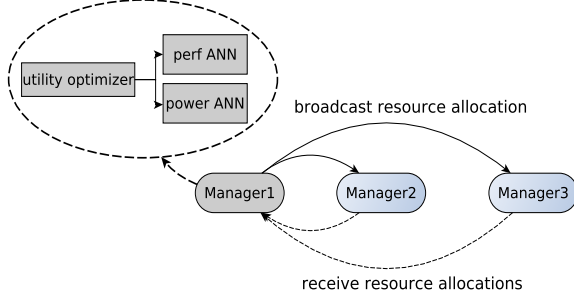 perf ANN
utility optimizer
power ANN
broadcast resource allocation
Manager1
Manager2
Manager3
receive resource allocations